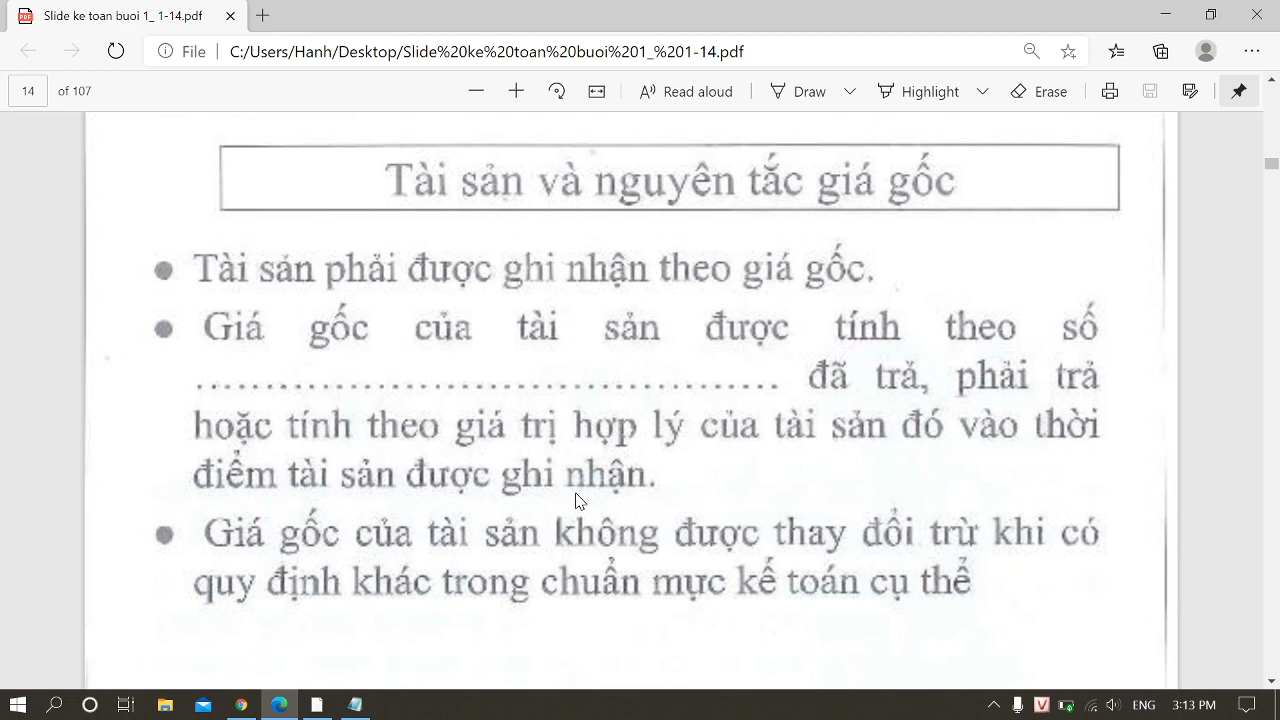 Slide ke toan buoi 1_ 1-14.pdf
File C:/Users/Hanh/Desktop/Slide%20ke%20toan%20buoi%201_%201-14.pdf
14 of 107 Read aloud Draw Highlight Erase
Tài sản và nguyên tắc giá gốc
Tài sản phải được ghi nhận theo giá gốc.
Giá gốc của tài sản được tính theo số
.......................................... đã trả, phải trả
hoặc tính theo giá trị hợp lý của tài sản đó vào thời
điểm tài sản được ghi nhận.
Giá gốc của tài sản không được thay đổi trừ khi có
quy định khác trong chuẩn mực kế toán cụ thể
ENG 3:13 PM